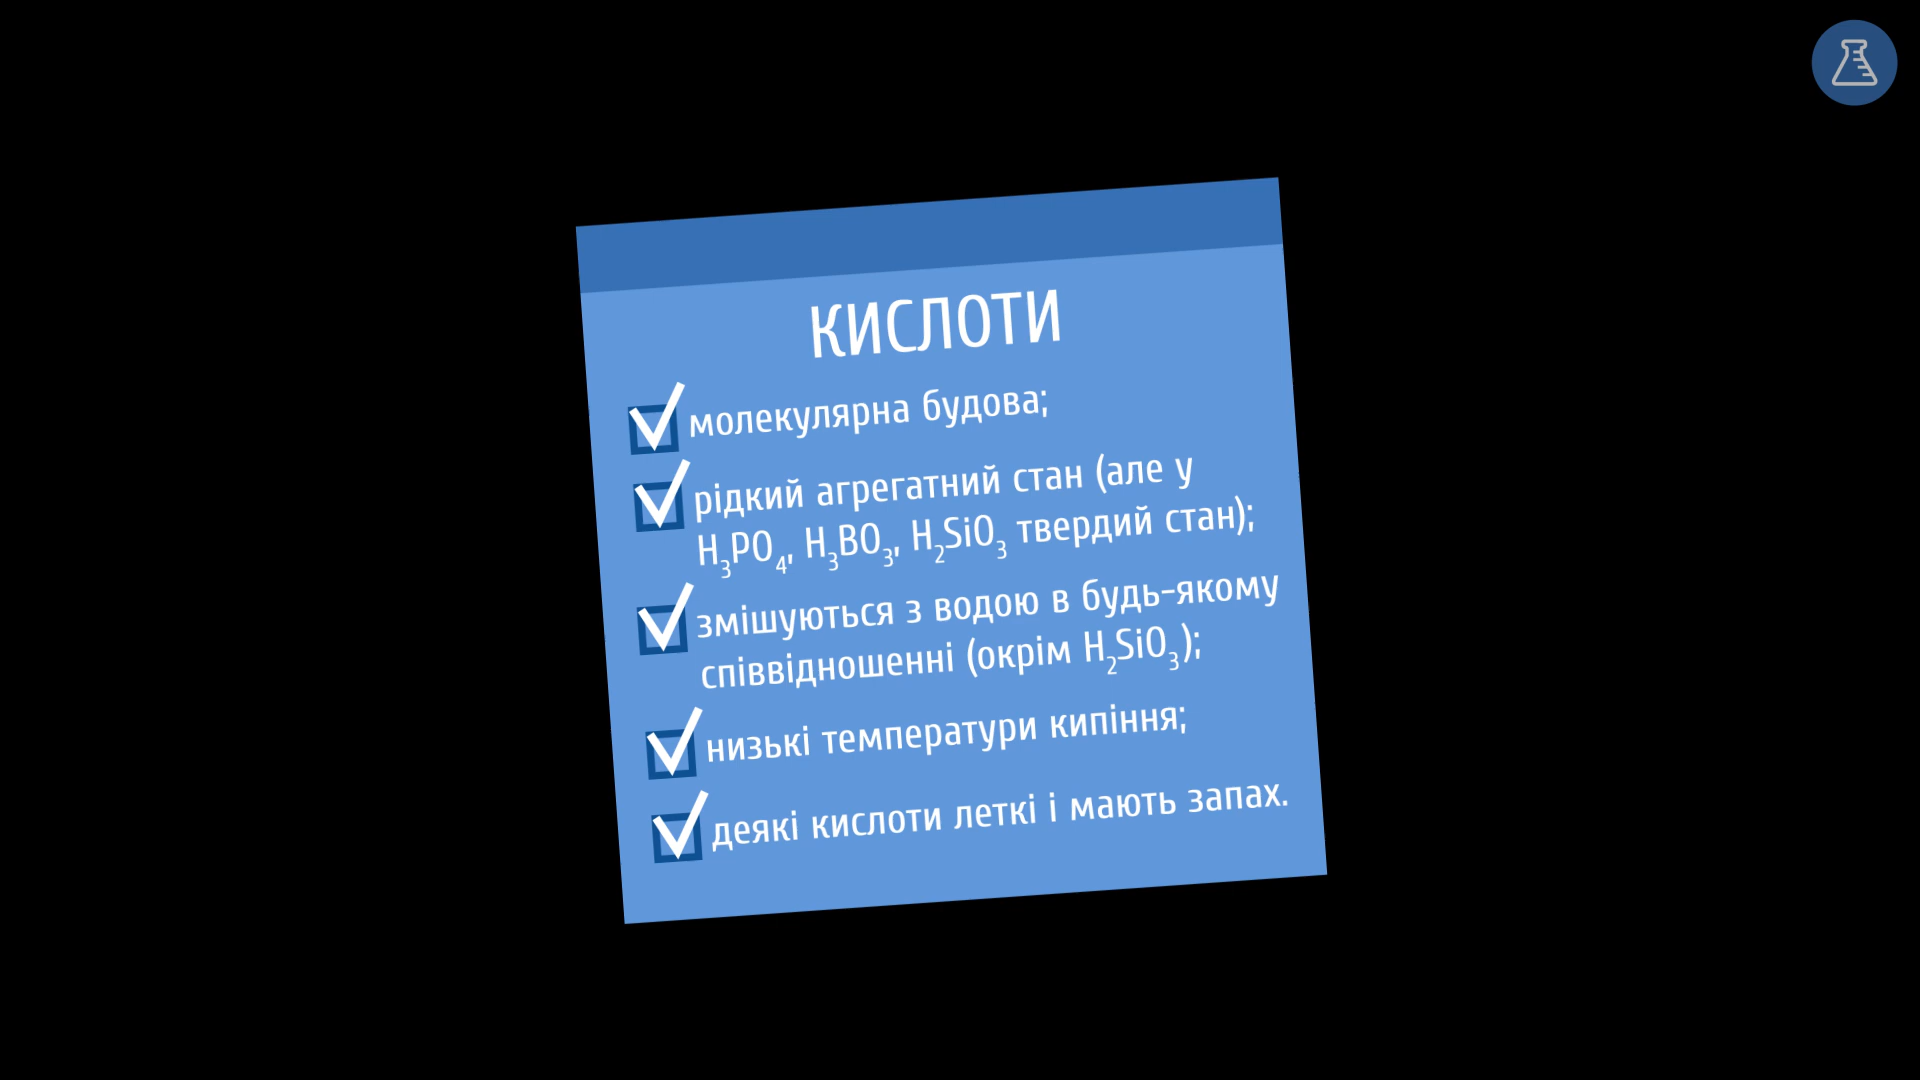 КИСЛОТИ
молекулярна будова;
рідкий агрегатний стан (але у
H₃PO₄, H₃BO₃, H₂SiO₃ твердий стан);
змішуються з водою в будь-якому
співвідношенні (окрім H₂SiO₃);
низькі температури кипіння;
деякі кислоти леткі і мають запах.